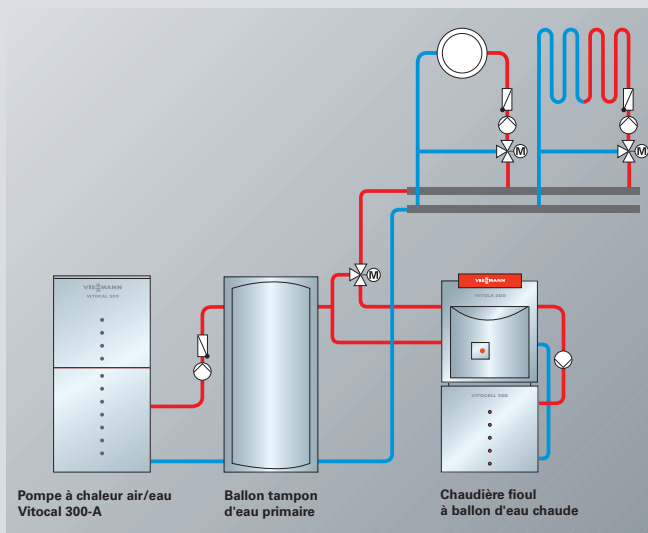 M
M
M
VIESMANN
VITOCAL 300
VIESMANN
VITOLA 200
VITOCELL 300
Pompe à chaleur air/eau
Vitocal 300-A
Ballon tampon
d'eau primaire
Chaudière fioul
à ballon d'eau chaude